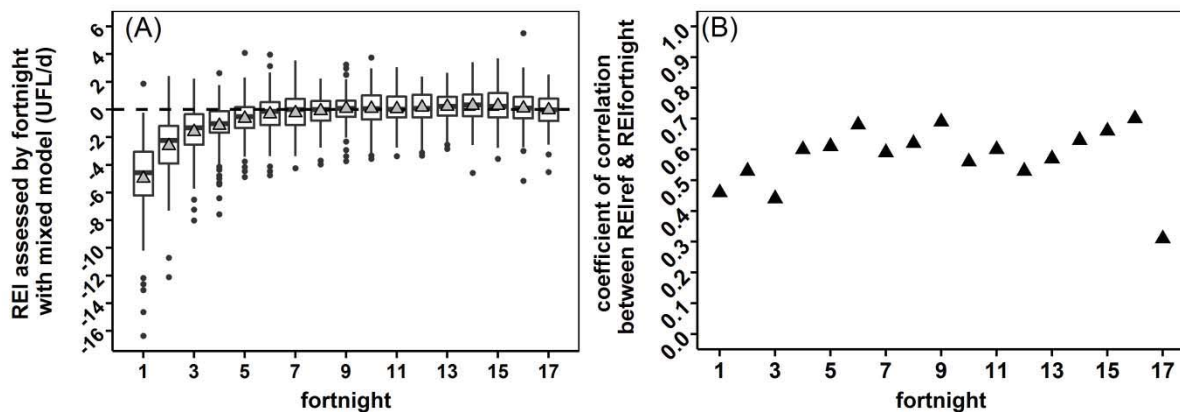 (A)
REI assessed by fortnight
with mixed model (UFL/d)
6
4
2
0
-2
-4
-6
-8
-10
-12
-14
-16
1 3 5 7 9 11 13 15 17
fortnight
(B)
coefficient of correlation
between REIref & REIfortnight
1.0
0.9
0.8
0.7
0.6
0.5
0.4
0.3
0.2
0.1
0.0
1 3 5 7 9 11 13 15 17
fortnight